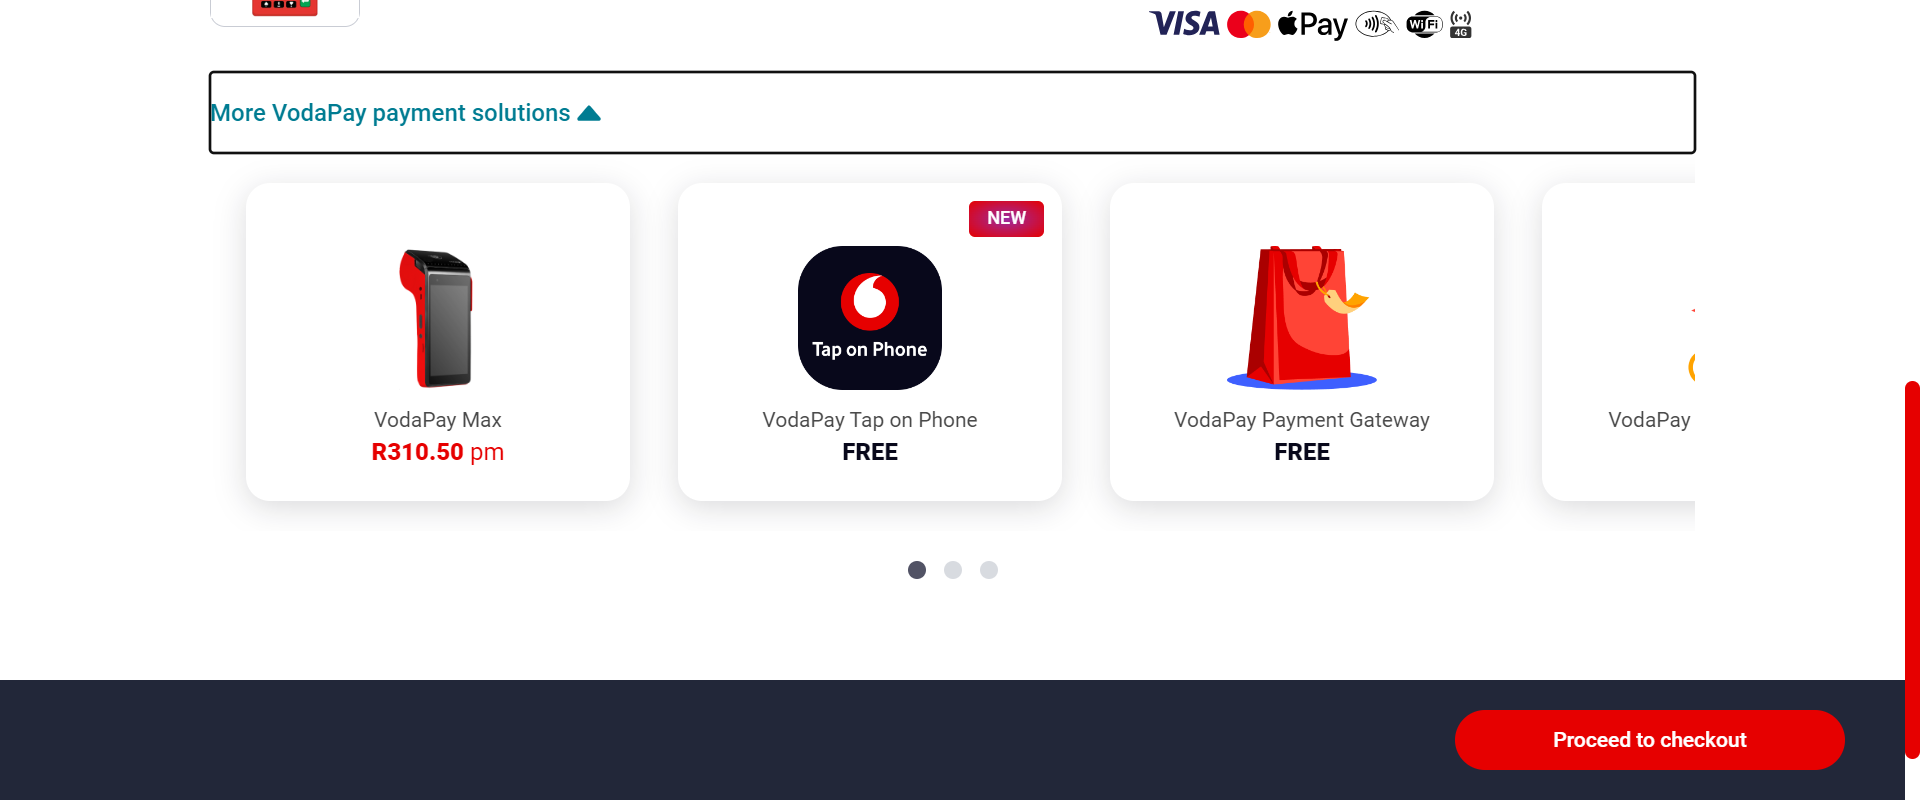 VISA Pay WiFi 4G
More VodaPay payment solutions
NEW
Tap on Phone
VodaPay Max
R310.50 pm
VodaPay Tap on Phone
FREE
VodaPay Payment Gateway
FREE
VodaPay
Proceed to checkout